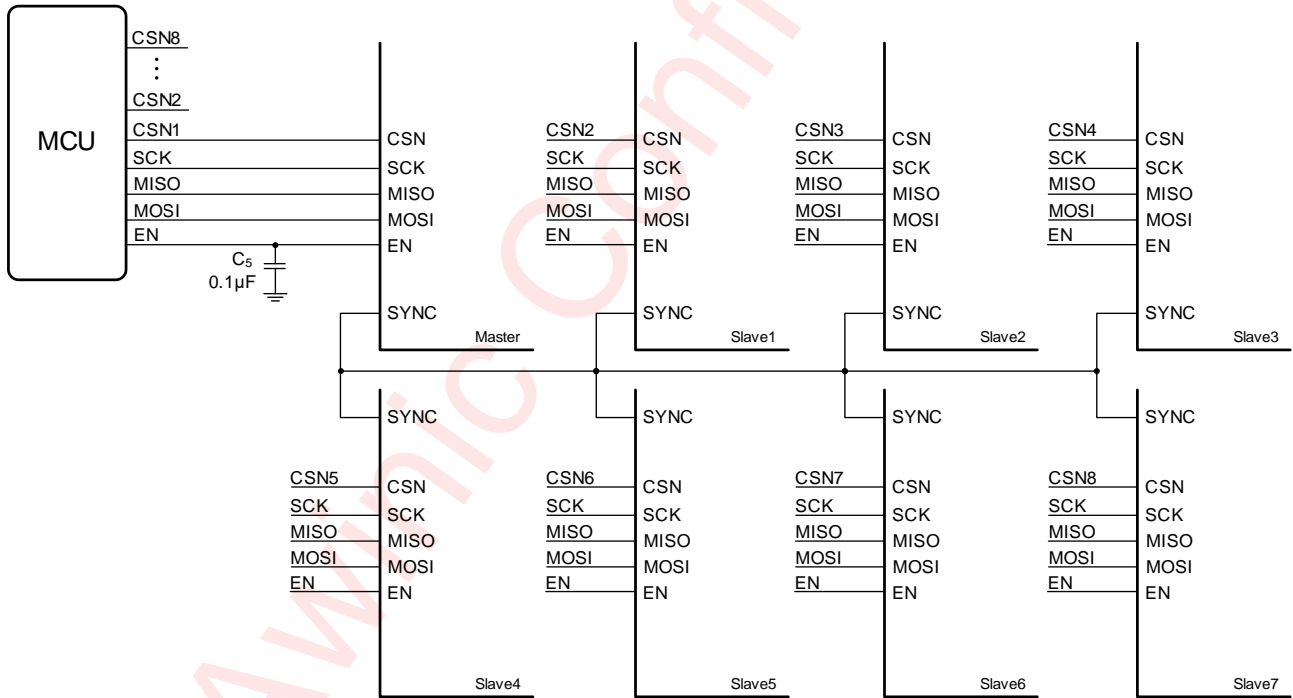 CSN8
CSN2
MCU
CSN1 CSN
SCK SCK
MISO MISO
MOSI MOSI
EN EN
C5
0.1µF
SYNC
Master
CSN2 CSN
SCK SCK
MISO MISO
MOSI MOSI
EN EN
SYNC
Slave1
CSN3 CSN
SCK SCK
MISO MISO
MOSI MOSI
EN EN
SYNC
Slave2
CSN4 CSN
SCK SCK
MISO MISO
MOSI MOSI
EN EN
SYNC
Slave3
SYNC
CSN5 CSN
SCK SCK
MISO MISO
MOSI MOSI
EN EN
Slave4
SYNC
CSN6 CSN
SCK SCK
MISO MISO
MOSI MOSI
EN EN
Slave5
SYNC
CSN7 CSN
SCK SCK
MISO MISO
MOSI MOSI
EN EN
Slave6
SYNC
CSN8 CSN
SCK SCK
MISO MISO
MOSI MOSI
EN EN
Slave7
Awinic Confi